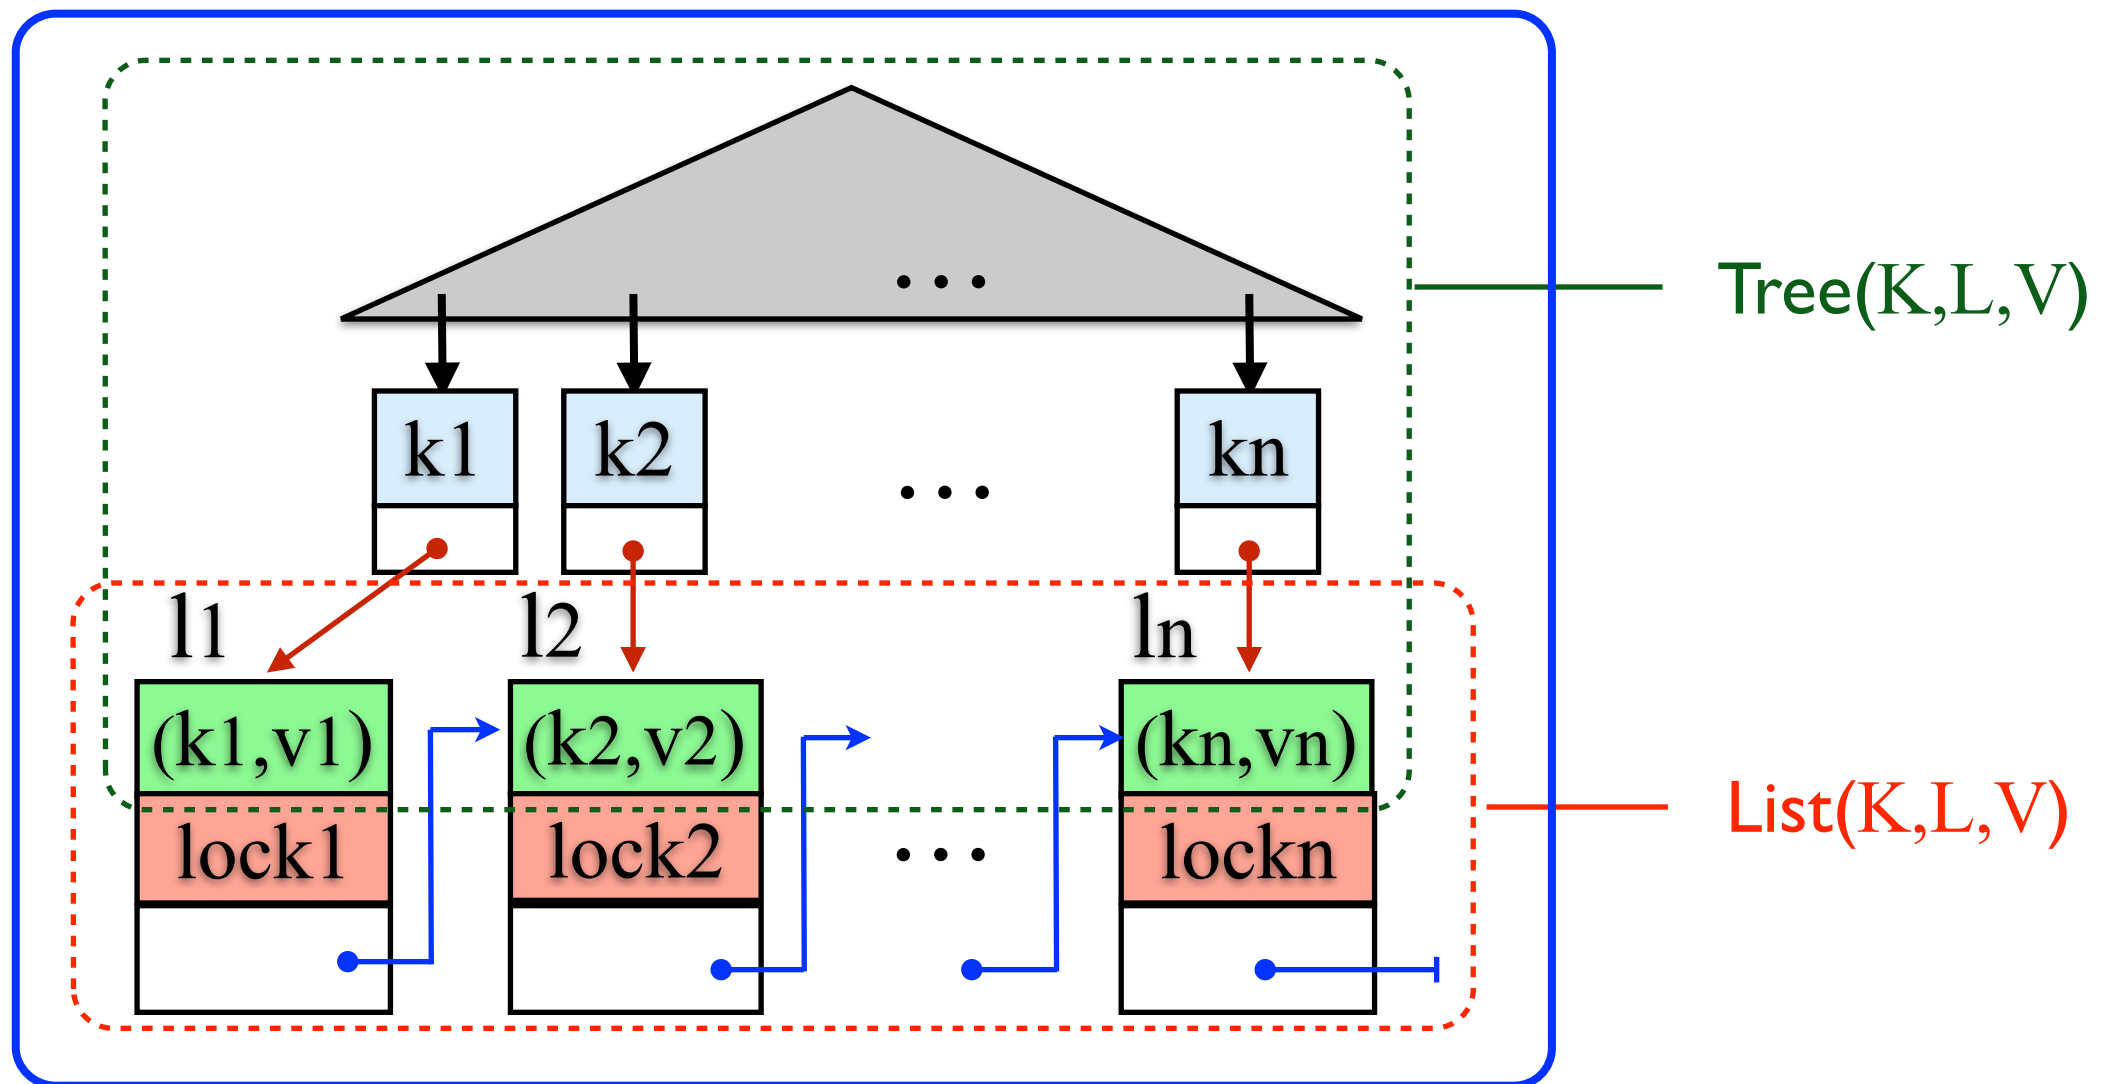 ...
Tree(K,L,V)
k1 k2 ... kn
l1 l2 ln
(k1,v1) (k2,v2) (kn,vn)
List(K,L,V)
lock1 lock2 ... lockn